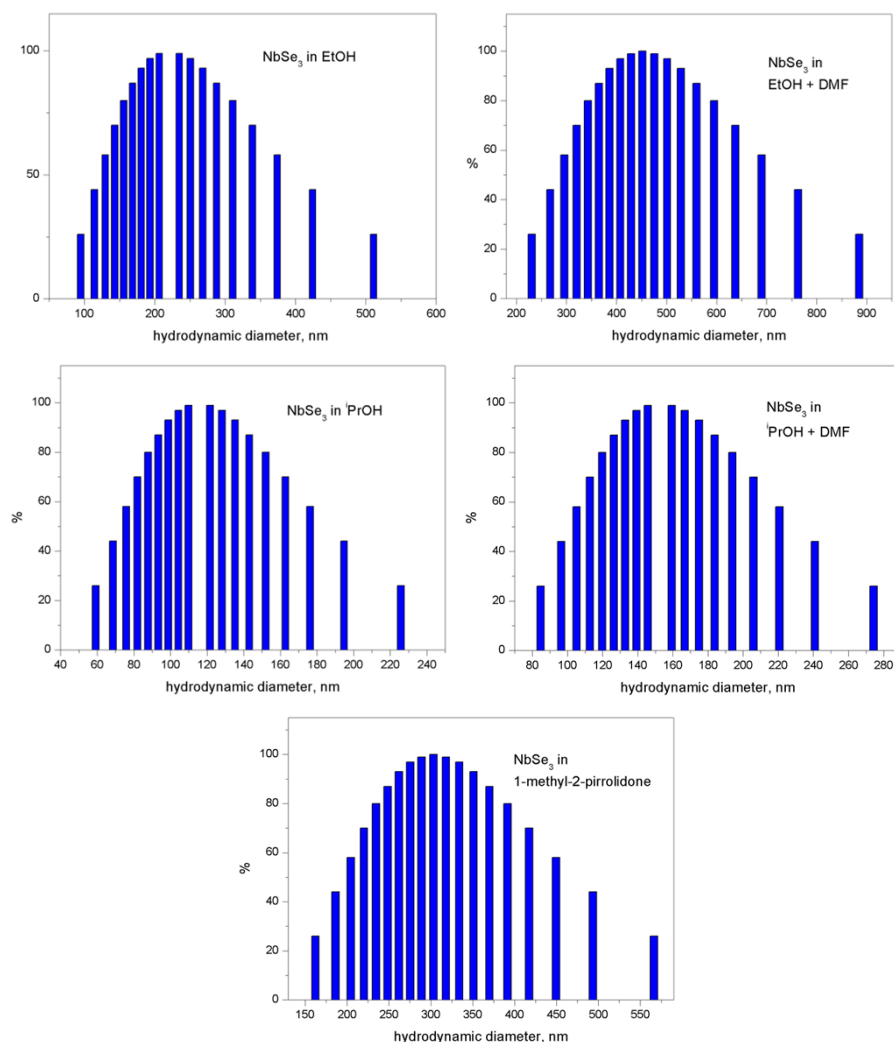 NbSe₃ in EtOH
100
50
0
100 200 300 400 500 600
hydrodynamic diameter, nm
NbSe₃ in
EtOH + DMF
%
100
80
60
40
20
0
200 300 400 500 600 700 800 900
hydrodynamic diameter, nm
NbSe₃ in ⁱPrOH
%
100
80
60
40
20
0
40 60 80 100 120 140 160 180 200 220 240
hydrodynamic diameter, nm
NbSe₃ in
ⁱPrOH + DMF
%
100
80
60
40
20
0
80 100 120 140 160 180 200 220 240 260 280
hydrodynamic diameter, nm
NbSe₃ in
1-methyl-2-pirrolidone
%
100
80
60
40
20
0
150 200 250 300 350 400 450 500 550
hydrodynamic diameter, nm